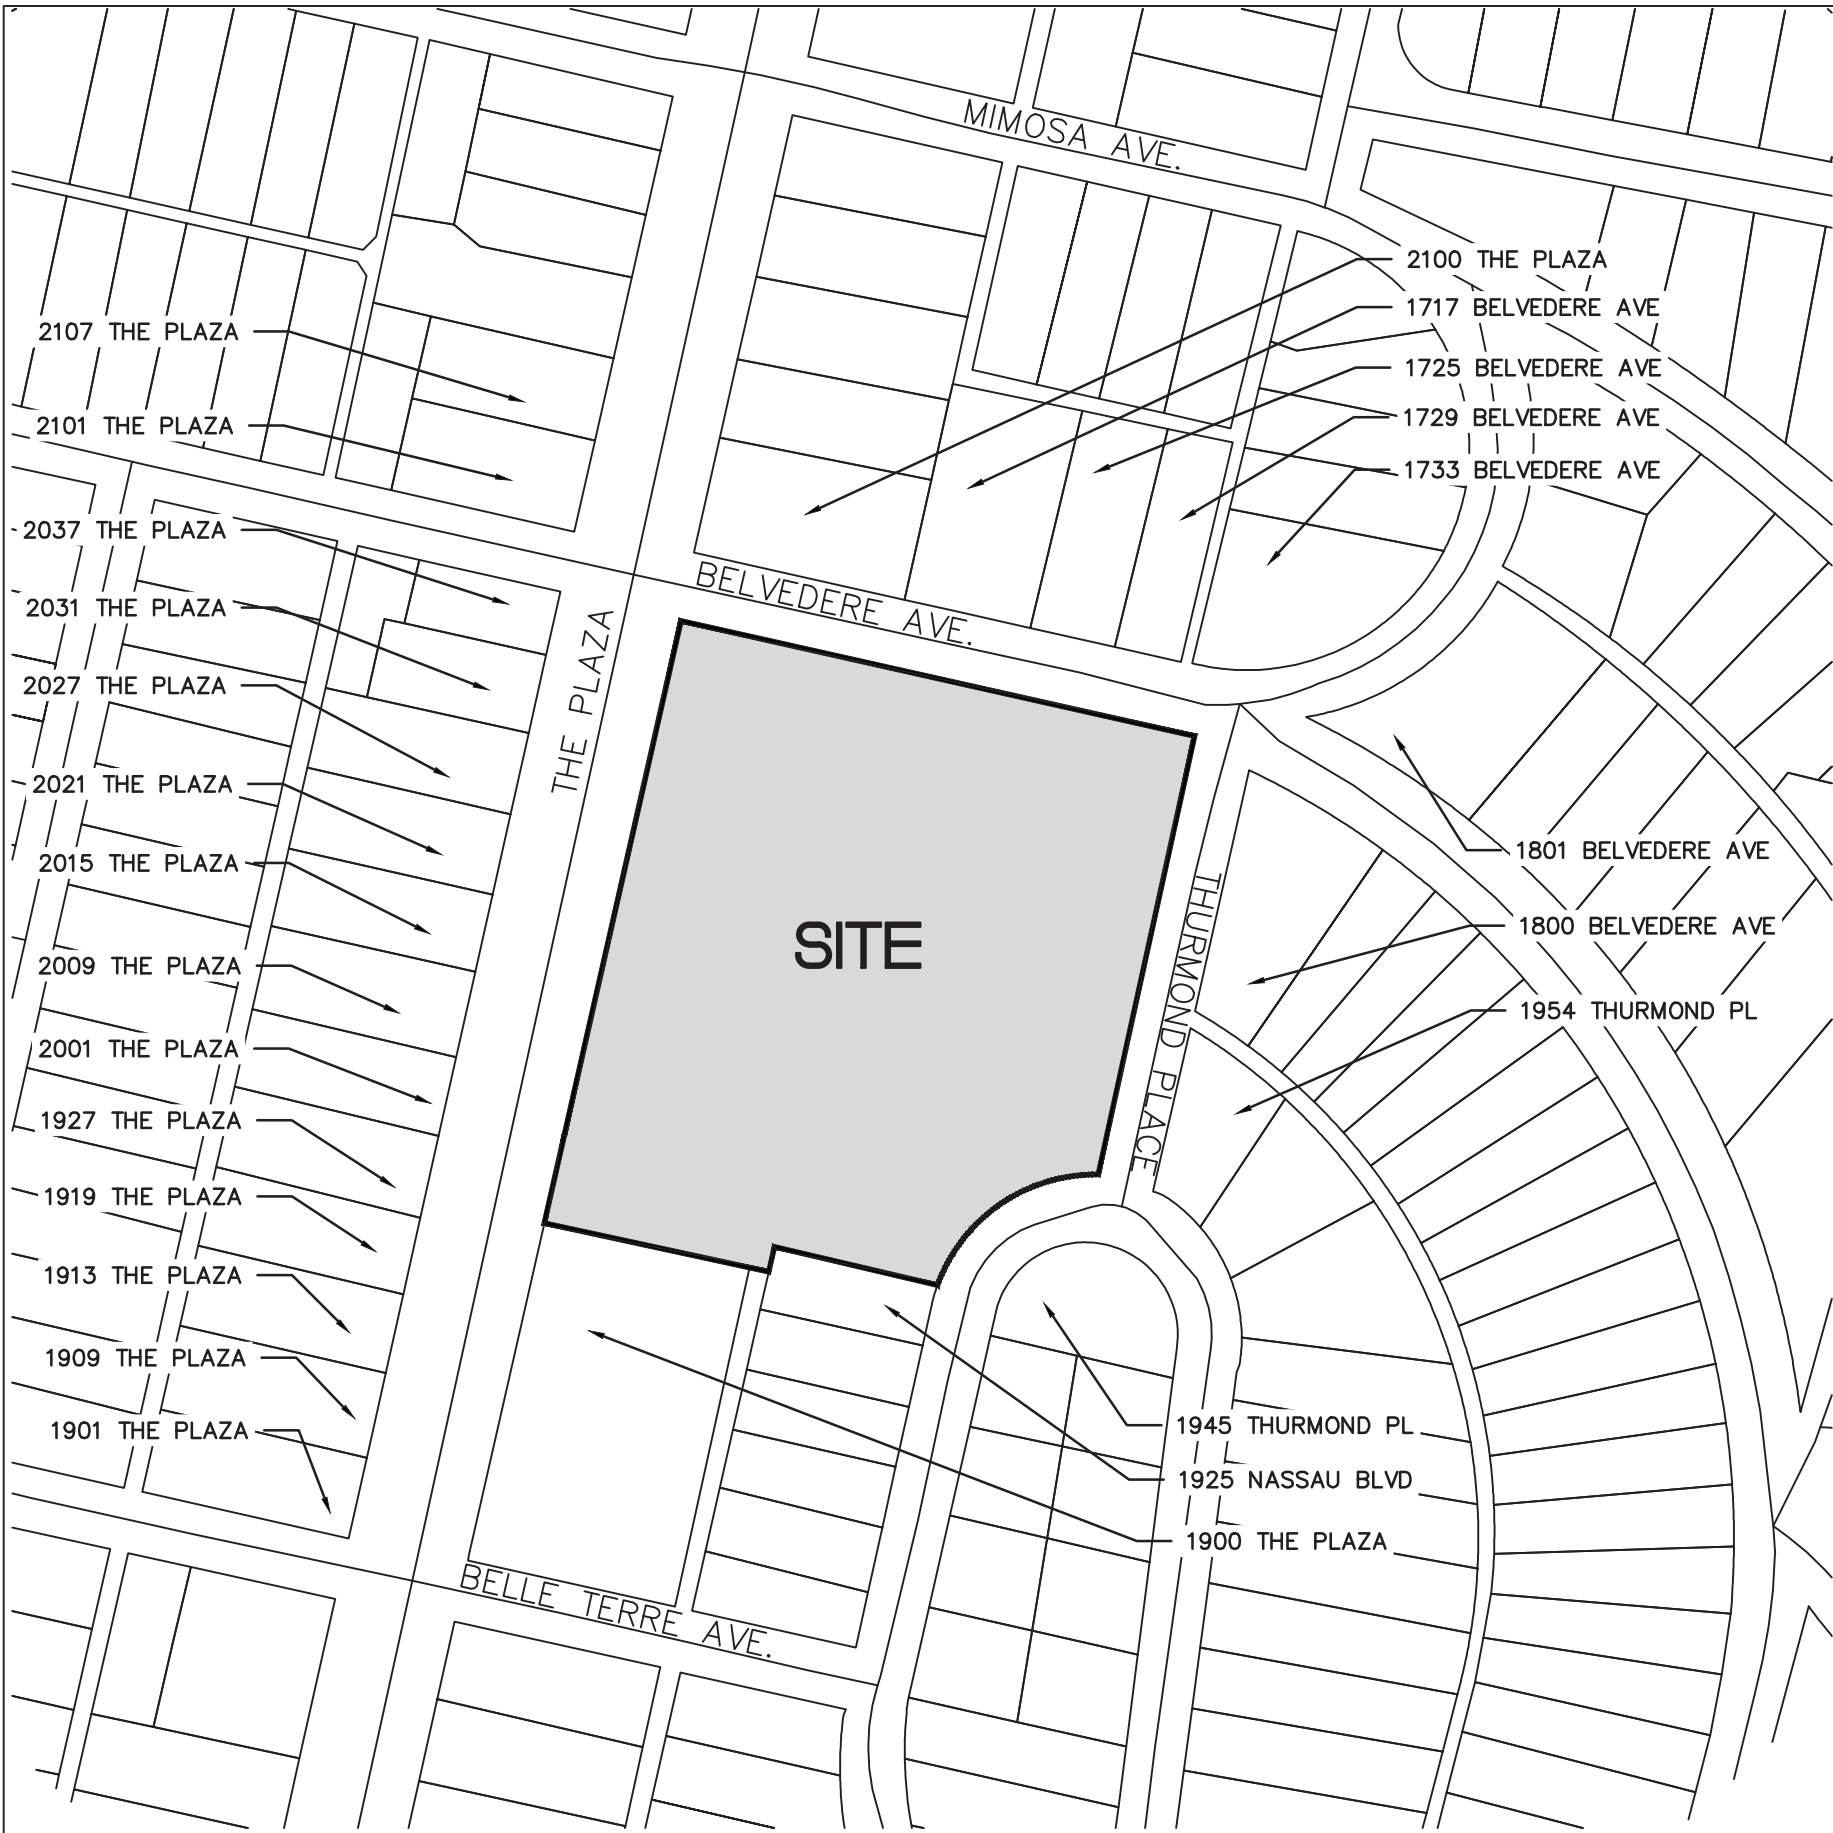 MIMOSA AVE.
2100 THE PLAZA
1717 BELVEDERE AVE
2107 THE PLAZA
1725 BELVEDERE AVE
2101 THE PLAZA
1729 BELVEDERE AVE
1733 BELVEDERE AVE
2037 THE PLAZA
BELVEDERE AVE.
2031 THE PLAZA
THE PLAZA
2027 THE PLAZA
2021 THE PLAZA
1801 BELVEDERE AVE
2015 THE PLAZA
THURMOND PLACE
1800 BELVEDERE AVE
SITE
2009 THE PLAZA
1954 THURMOND PL
2001 THE PLAZA
1927 THE PLAZA
1919 THE PLAZA
1913 THE PLAZA
1909 THE PLAZA
1945 THURMOND PL
1901 THE PLAZA
1925 NASSAU BLVD
1900 THE PLAZA
BELLE TERRE AVE.